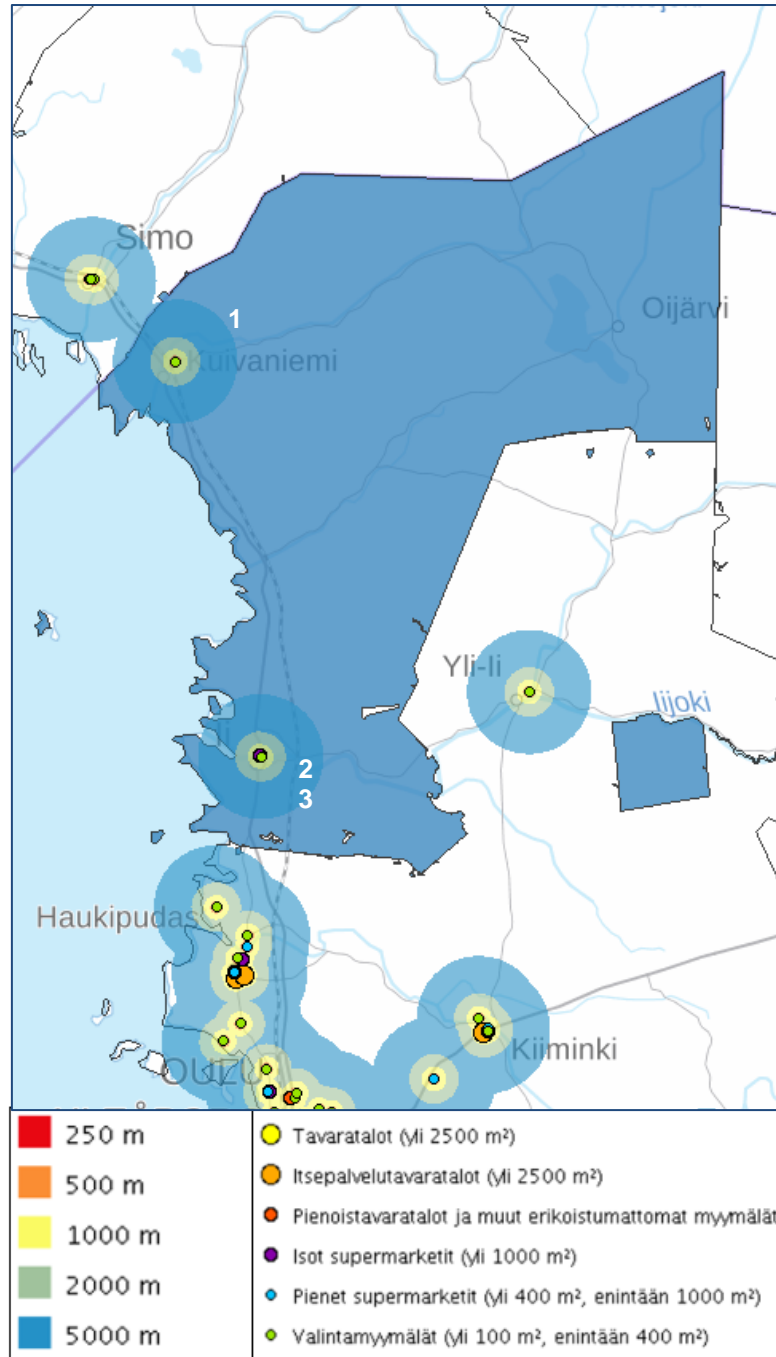 Simo
1
Kuivaniemi
Oijärvi
Yli-Ii
Iijoki
Ii
2
3
Haukipudas
OULU
Kiiminki
250 m
500 m
1000 m
2000 m
5000 m
Tavaratalot (yli 2500 m²)
Itsepalvelutavaratalot (yli 2500 m²)
Pienoistavaratalot ja muut erikoistumattomat myymälät
Isot supermarketit (yli 1000 m²)
Pienet supermarketit (yli 400 m², enintään 1000 m²)
Valintamyymälät (yli 100 m², enintään 400 m²)